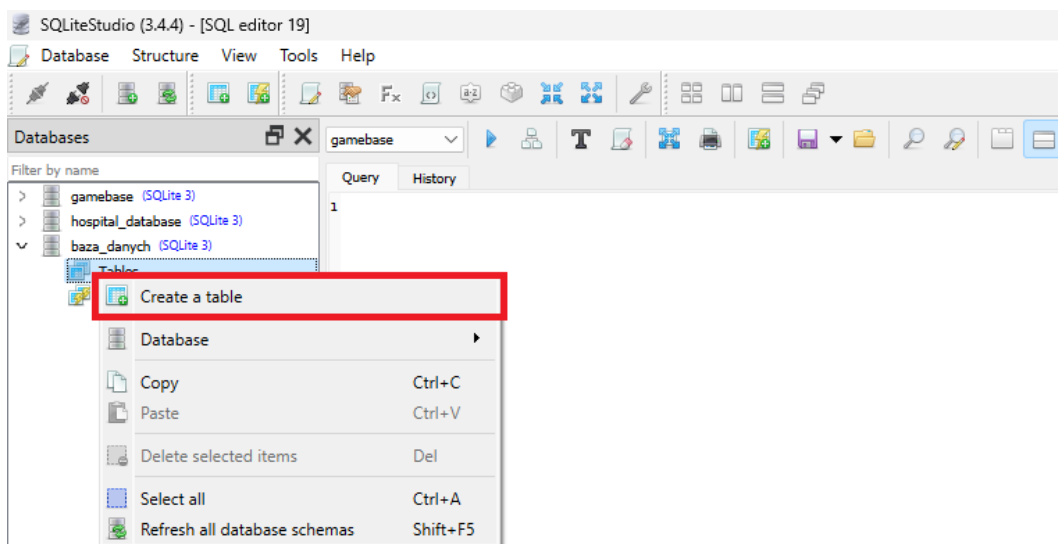 SQLiteStudio (3.4.4) - [SQL editor 19]
Database Structure View Tools Help
Databases
gamebase
Filter by name
Query History
gamebase (SQLite 3)
1
hospital_database (SQLite 3)
baza_danych (SQLite 3)
Tables
Create a table
Database
Copy Ctrl+C
Paste Ctrl+V
Delete selected items Del
Select all Ctrl+A
Refresh all database schemas Shift+F5